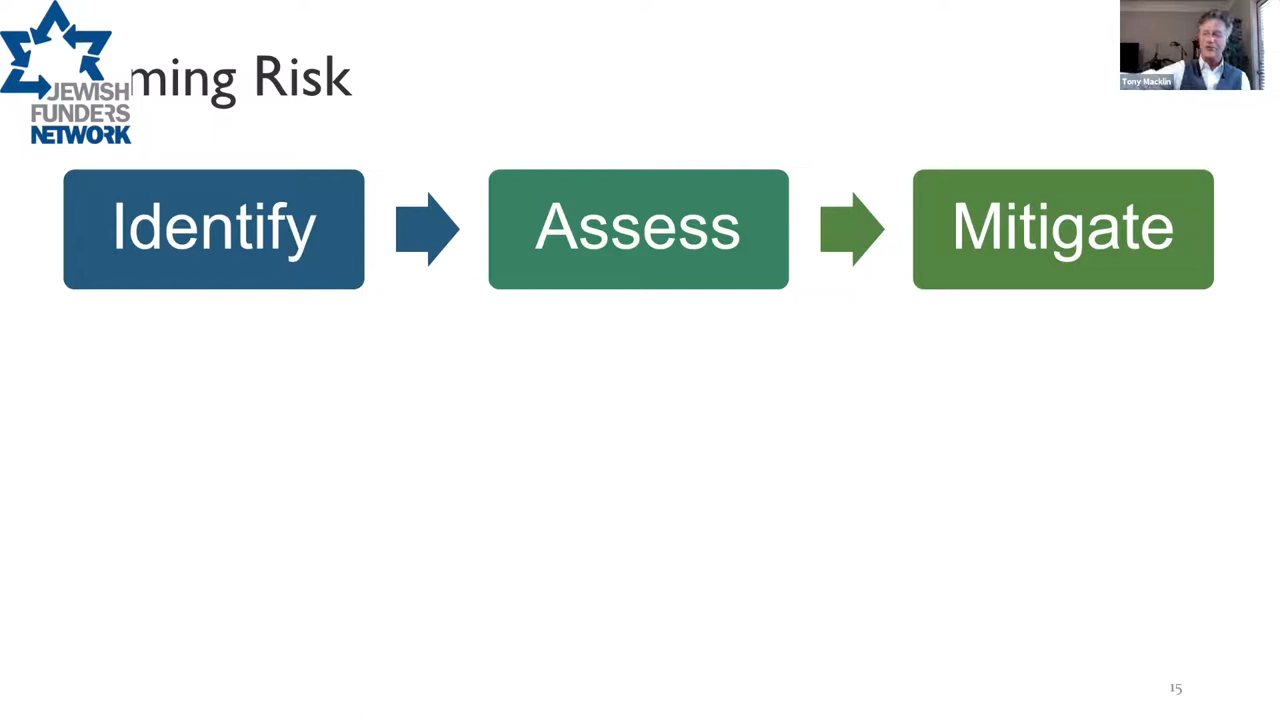 ming Risk
JEWISH
FUNDERS
NETWORK
Tony Macklin
Identify
Assess
Mitigate
15